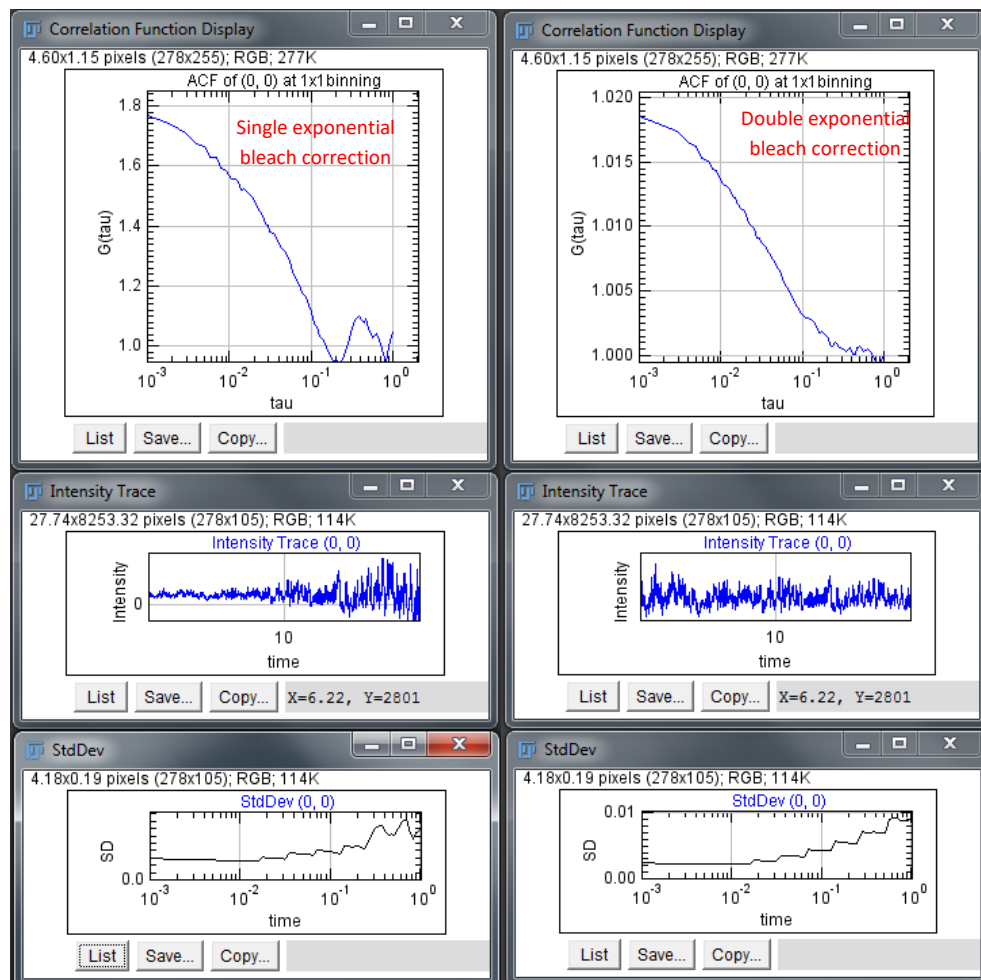 Correlation Function Display
4.60x1.15 pixels (278x255); RGB; 277K
ACF of (0, 0) at 1x1binning
Single exponential
bleach correction
1.8
1.6
1.4
1.2
1.0
G(tau)
10-3
10-2
10-1
100
tau
List
Save...
Copy...
Correlation Function Display
4.60x1.15 pixels (278x255); RGB; 277K
ACF of (0, 0) at 1x1binning
Double exponential
bleach correction
1.020
1.015
1.010
1.005
1.000
G(tau)
10-3
10-2
10-1
100
tau
List
Save...
Copy...
Intensity Trace
27.74x8253.32 pixels (278x105); RGB; 114K
Intensity Trace (0, 0)
Intensity
0
10
time
List
Save...
Copy...
X=6.22, Y=2801
Intensity Trace
27.74x8253.32 pixels (278x105); RGB; 114K
Intensity Trace (0, 0)
Intensity
10
time
List
Save...
Copy...
X=6.22, Y=2801
StdDev
4.18x0.19 pixels (278x105); RGB; 114K
StdDev (0, 0)
SD
0.0
10-3
10-2
10-1
100
time
List
Save...
Copy...
StdDev
4.18x0.19 pixels (278x105); RGB; 114K
StdDev (0, 0)
0.01
SD
0.00
10-3
10-2
10-1
100
time
List
Save...
Copy...